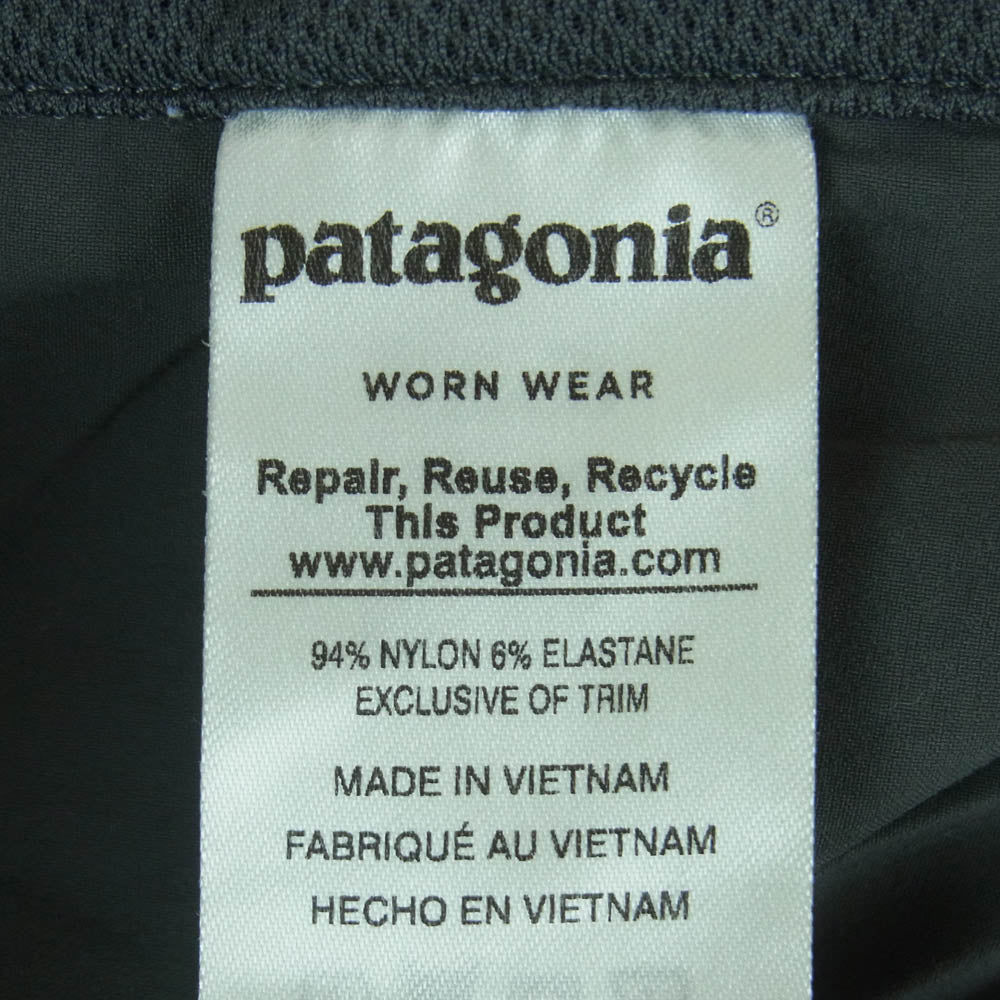 patagonia®
WORN WEAR
Repair, Reuse, Recycle
This Product
www.patagonia.com
94% NYLON 6% ELASTANE
EXCLUSIVE OF TRIM
MADE IN VIETNAM
FABRIQUÉ AU VIETNAM
HECHO EN VIETNAM